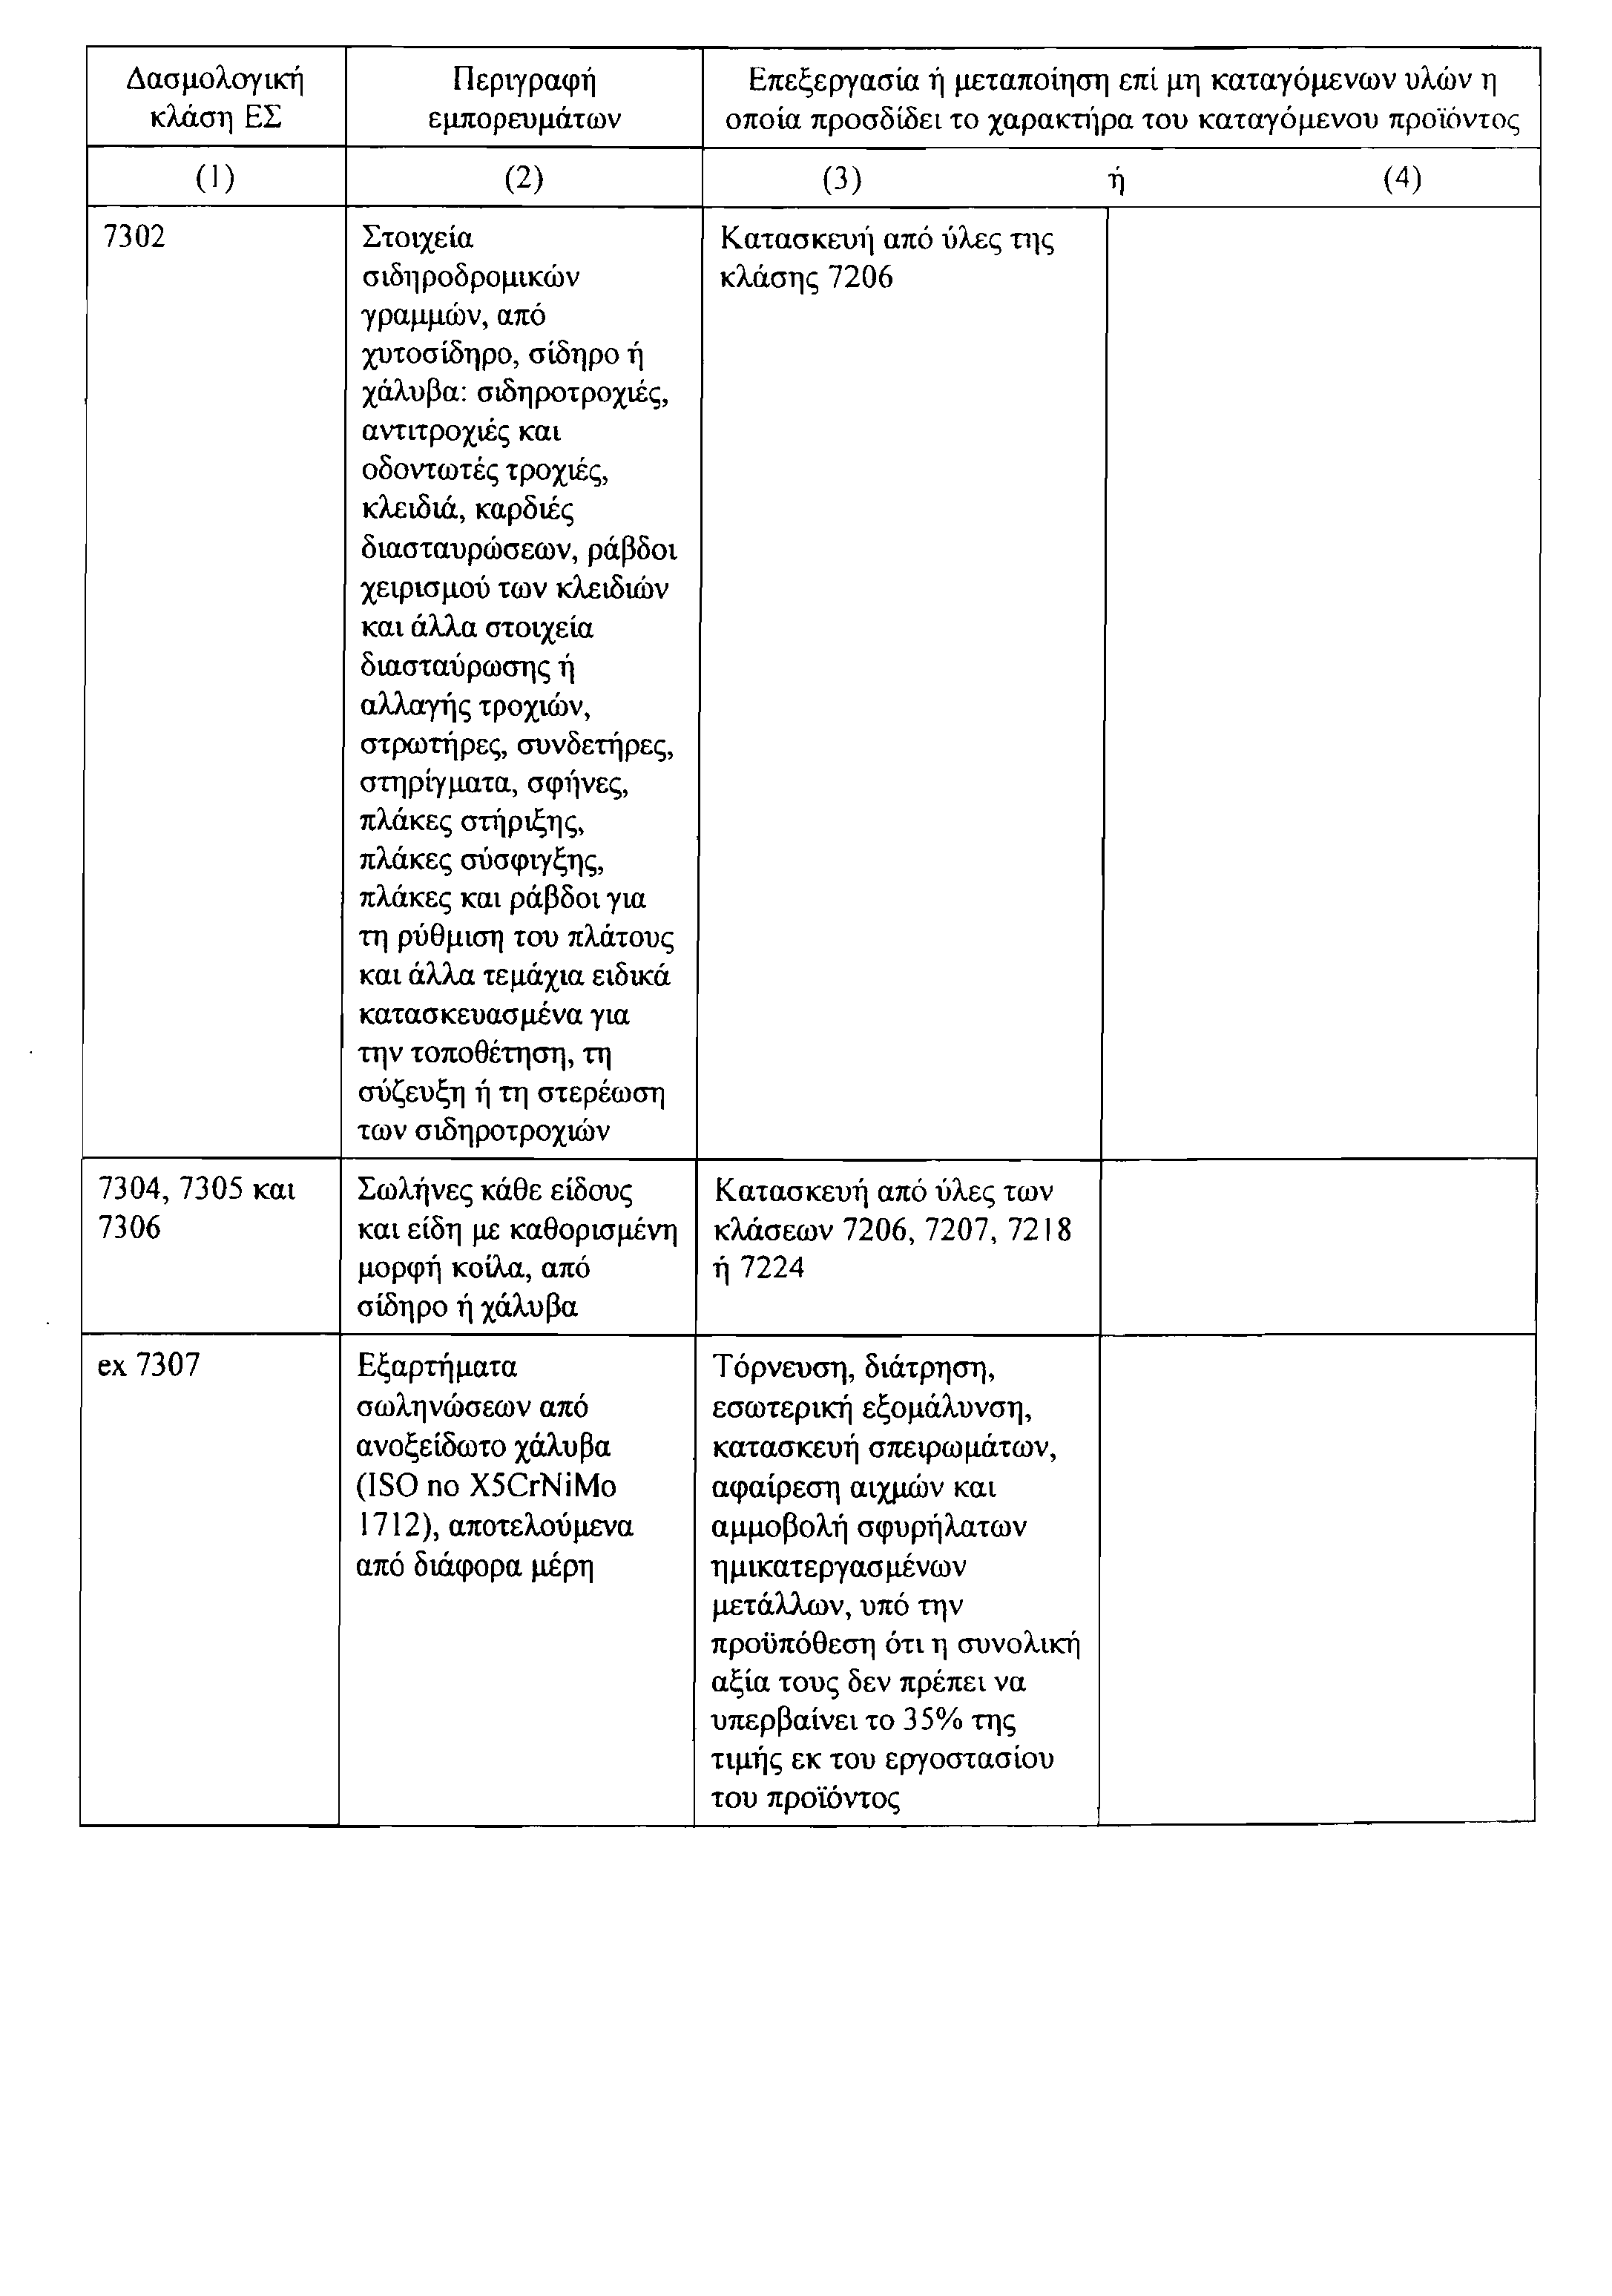 Δασμολογική
κλάση ΕΣ
Περιγραφή
εμπορευμάτων
Επεξεργασία ή μεταποίηση επί μη καταγόμενων υλών η
οποία προσδίδει το χαρακτήρα του καταγόμενου προϊόντος
(1)
(2)
(3) ή (4)
7302
Στοιχεία
σιδηροδρομικών
γραμμών, από
χυτοσίδηρο, σίδηρο ή
χάλυβα: σιδηροτροχιές,
αντιτροχιές και
οδοντωτές τροχιές,
κλειδιά, καρδιές
διασταυρώσεων, ράβδοι
χειρισμού των κλειδιών
και άλλα στοιχεία
διασταύρωσης ή
αλλαγής τροχιών,
στρωτήρες, συνδετήρες,
στηρίγματα, σφήνες,
πλάκες στήριξης,
πλάκες σύσφιγξης,
πλάκες και ράβδοι για
τη ρύθμιση του πλάτους
και άλλα τεμάχια ειδικά
κατασκευασμένα για
την τοποθέτηση, τη
σύζευξη ή τη στερέωση
των σιδηροτροχιών
Κατασκευή από ύλες της
κλάσης 7206
7304, 7305 και
7306
Σωλήνες κάθε είδους
και είδη με καθορισμένη
μορφή κοίλα, από
σίδηρο ή χάλυβα
Κατασκευή από ύλες των
κλάσεων 7206, 7207, 7218
ή 7224
ex 7307
Εξαρτήματα
σωληνώσεων από
ανοξείδωτο χάλυβα
(ISO no X5CrNiMo
1712), αποτελούμενα
από διάφορα μέρη
Τόρνευση, διάτρηση,
εσωτερική εξομάλυνση,
κατασκευή σπειρωμάτων,
αφαίρεση αιχμών και
αμμοβολή σφυρήλατων
ημικατεργασμένων
μετάλλων, υπό την
προϋπόθεση ότι η συνολική
αξία τους δεν πρέπει να
υπερβαίνει το 35% της
τιμής εκ του εργοστασίου
του προϊόντος